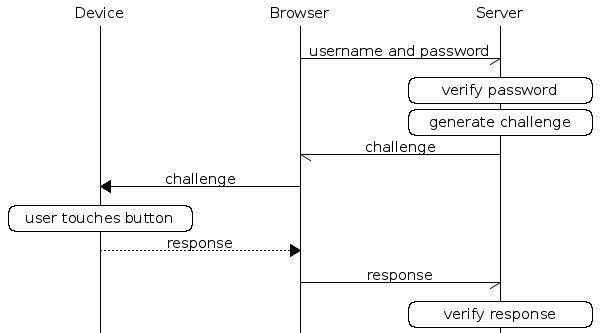 Device Browser Server
username and password
verify password
generate challenge
challenge
challenge
user touches button
response
response
verify response